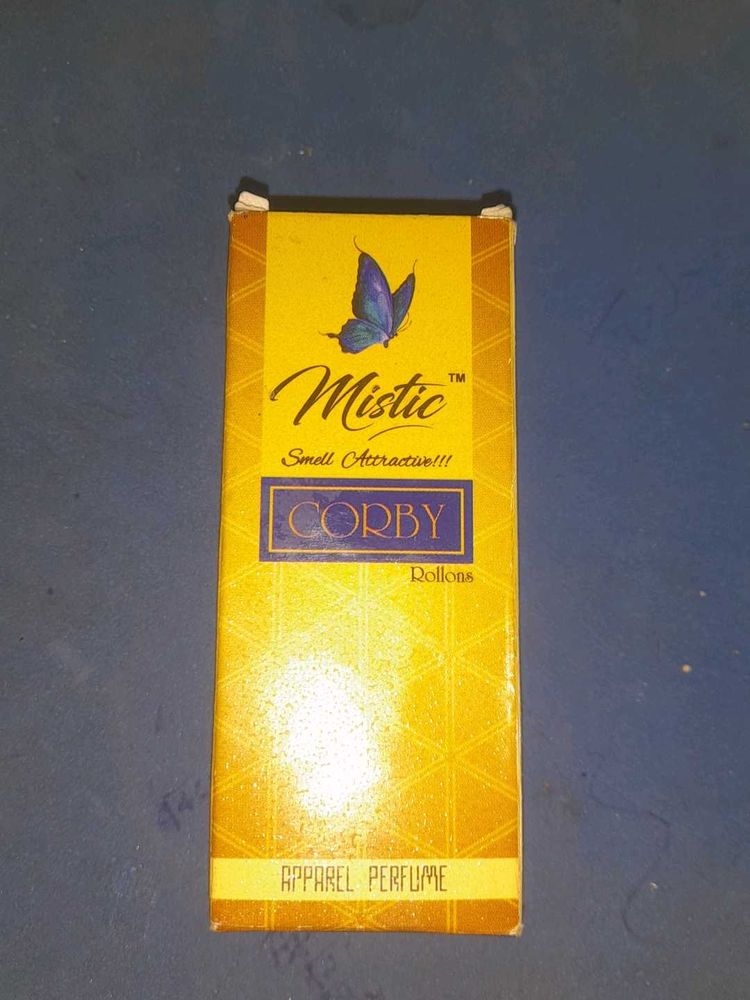 Mistic™
Smell Attractive!!!
CORBY
Rollons
APPAREL PERFUME